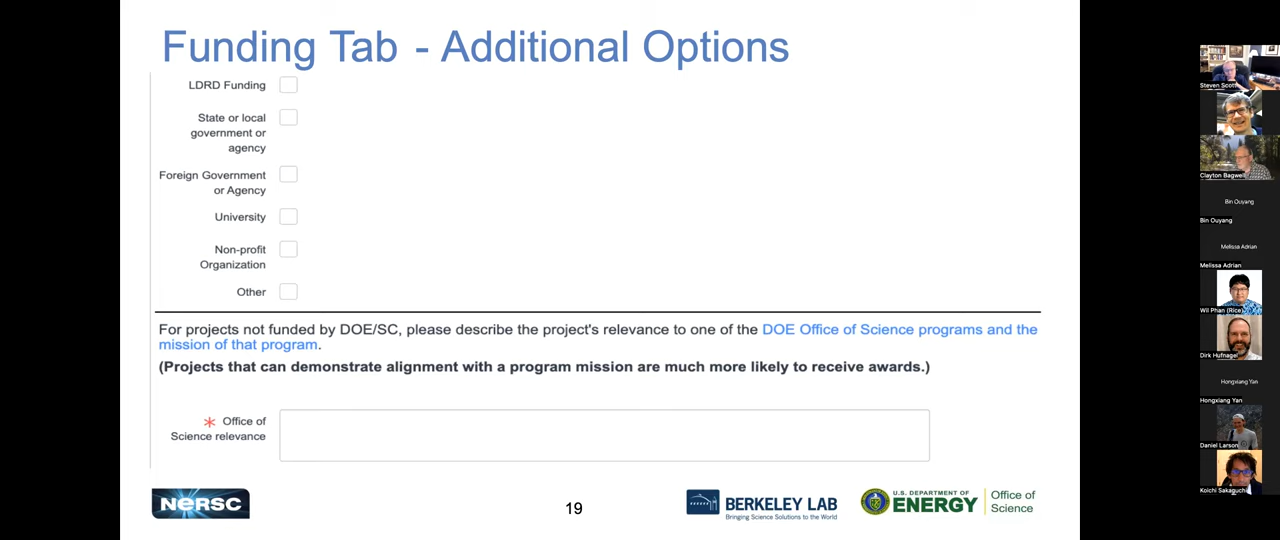 Funding Tab - Additional Options
LDRD Funding
State or local
government or
agency
Foreign Government
or Agency
University
Non-profit
Organization
Other
For projects not funded by DOE/SC, please describe the project's relevance to one of the DOE Office of Science programs and the
mission of that program.
(Projects that can demonstrate alignment with a program mission are much more likely to receive awards.)
* Office of
Science relevance
NERSC
19
BERKELEY LAB
Bringing Science Solutions to the World
U.S. DEPARTMENT OF
ENERGY
Office of
Science
Steven Scott
Clayton Bagwell
Bin Ouyang
Bin Ouyang
Melissa Adrian
Melissa Adrian
Wil Phan (Rice)
Dirk Hufnagel
Hongxiang Yan
Hongxiang Yan
Daniel Larson
Koichi Sakaguchi